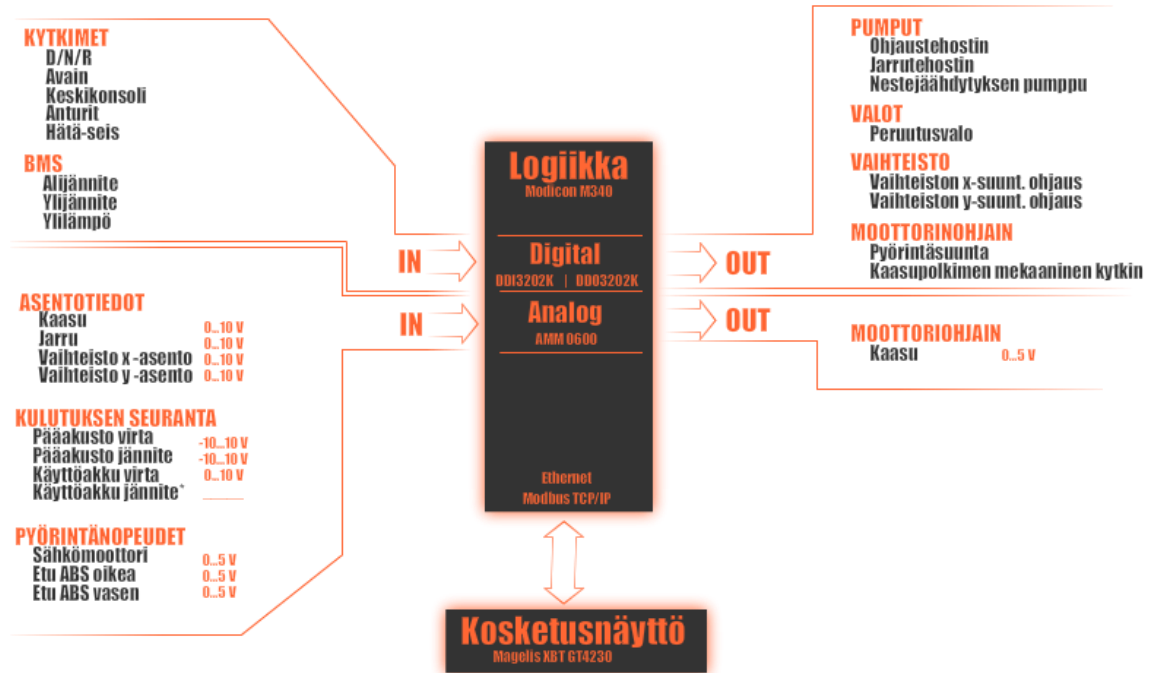 KYTKIMET
D/N/R
Avain
Keskikonsoli
Anturit
Hätä-seis
BMS
Alijännite
Ylijännite
Ylilämpö
IN
ASENTOTIEDOT
Kaasu 0...10 V
Jarru 0...10 V
Vaihteisto x -asento 0...10 V
Vaihteisto y -asento 0...10 V
IN
KULUTUKSEN SEURANTA
Pääakusto virta -10...10 V
Pääakusto jännite -10...10 V
Käyttöakku virta 0...10 V
Käyttöakku jännite*
PYÖRINTÄNOPEUDET
Sähkömoottori 0...5 V
Etu ABS oikea 0...5 V
Etu ABS vasen 0...5 V
Logiikka
Modicon M340
Digital
DDI3202K | DDO3202K
Analog
AMM 0600
Ethernet
Modbus TCP/IP
Kosketusnäyttö
Magelis XBT GT4230
PUMPUT
Ohjaustehostin
Jarrutehostin
Nestejäähdytyksen pumppu
VALOT
Peruutusvalo
VAIHTEISTO
Vaihteiston x-suunt. ohjaus
Vaihteiston y-suunt. ohjaus
MOOTTORINOHJAIN
Pyörintäsuunta
Kaasupolkimen mekaaninen kytkin
OUT
OUT
MOOTTORIOHJAIN
Kaasu 0...5 V